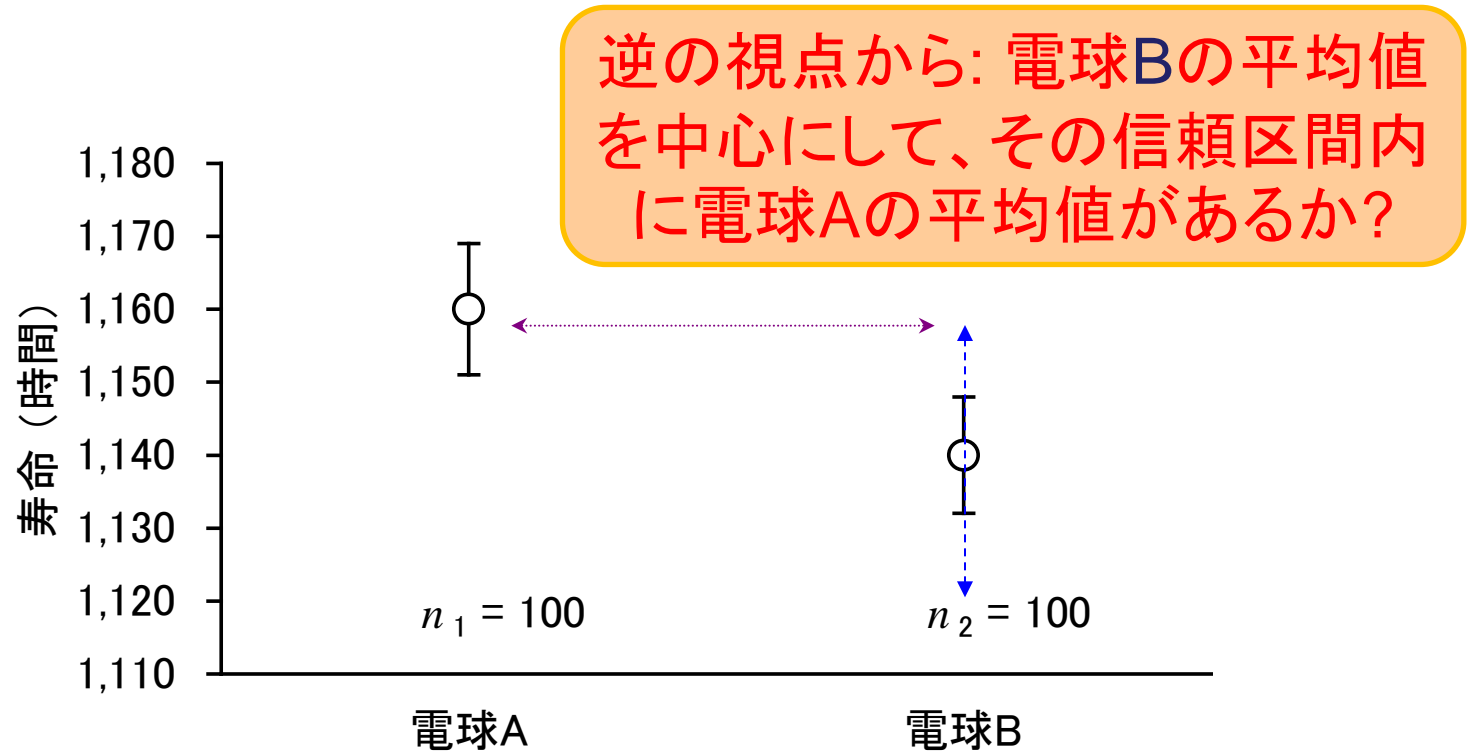 逆の視点から: 電球Bの平均値
を中心にして、その信頼区間内
に電球Aの平均値があるか?
1,180
1,170
1,160
1,150
1,140
1,130
1,120
1,110
寿命（時間）
n 1 = 100
n 2 = 100
電球A
電球B